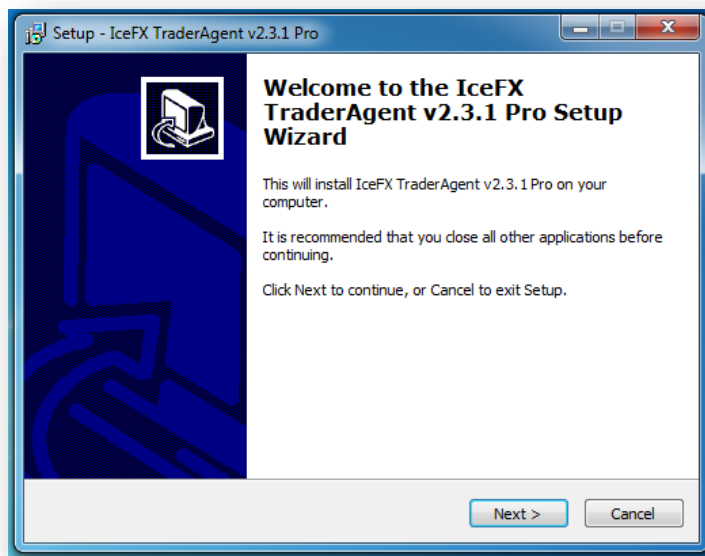 Setup - IceFX TraderAgent v2.3.1 Pro
Welcome to the IceFX
TraderAgent v2.3.1 Pro Setup
Wizard
This will install IceFX TraderAgent v2.3.1 Pro on your
computer.
It is recommended that you close all other applications before
continuing.
Click Next to continue, or Cancel to exit Setup.
Next >
Cancel